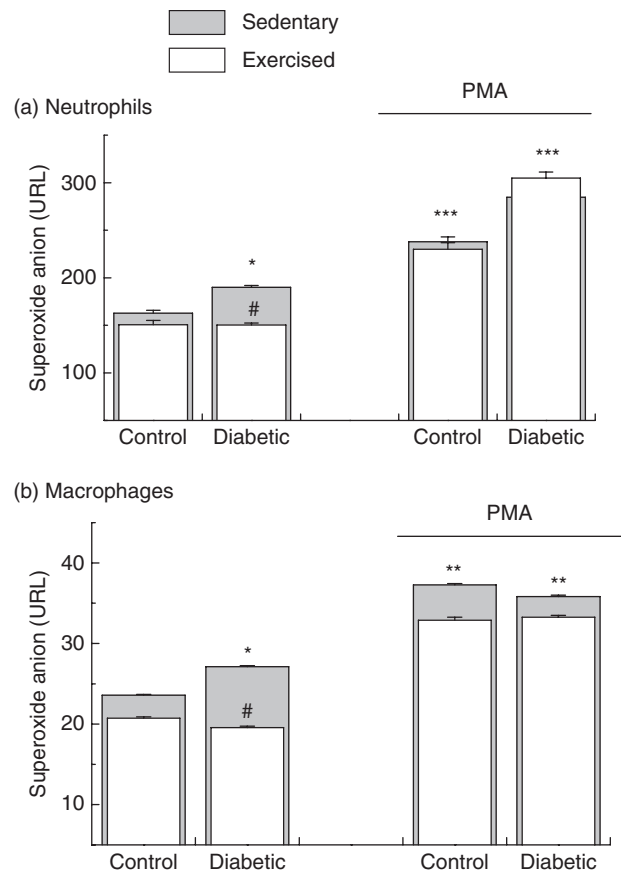 Sedentary
Exercised
(a) Neutrophils
PMA
Superoxide anion (URL)
300
200
100
***
***
*
#
Control
Diabetic
Control
Diabetic
(b) Macrophages
PMA
Superoxide anion (URL)
40
30
20
10
**
**
*
#
Control
Diabetic
Control
Diabetic